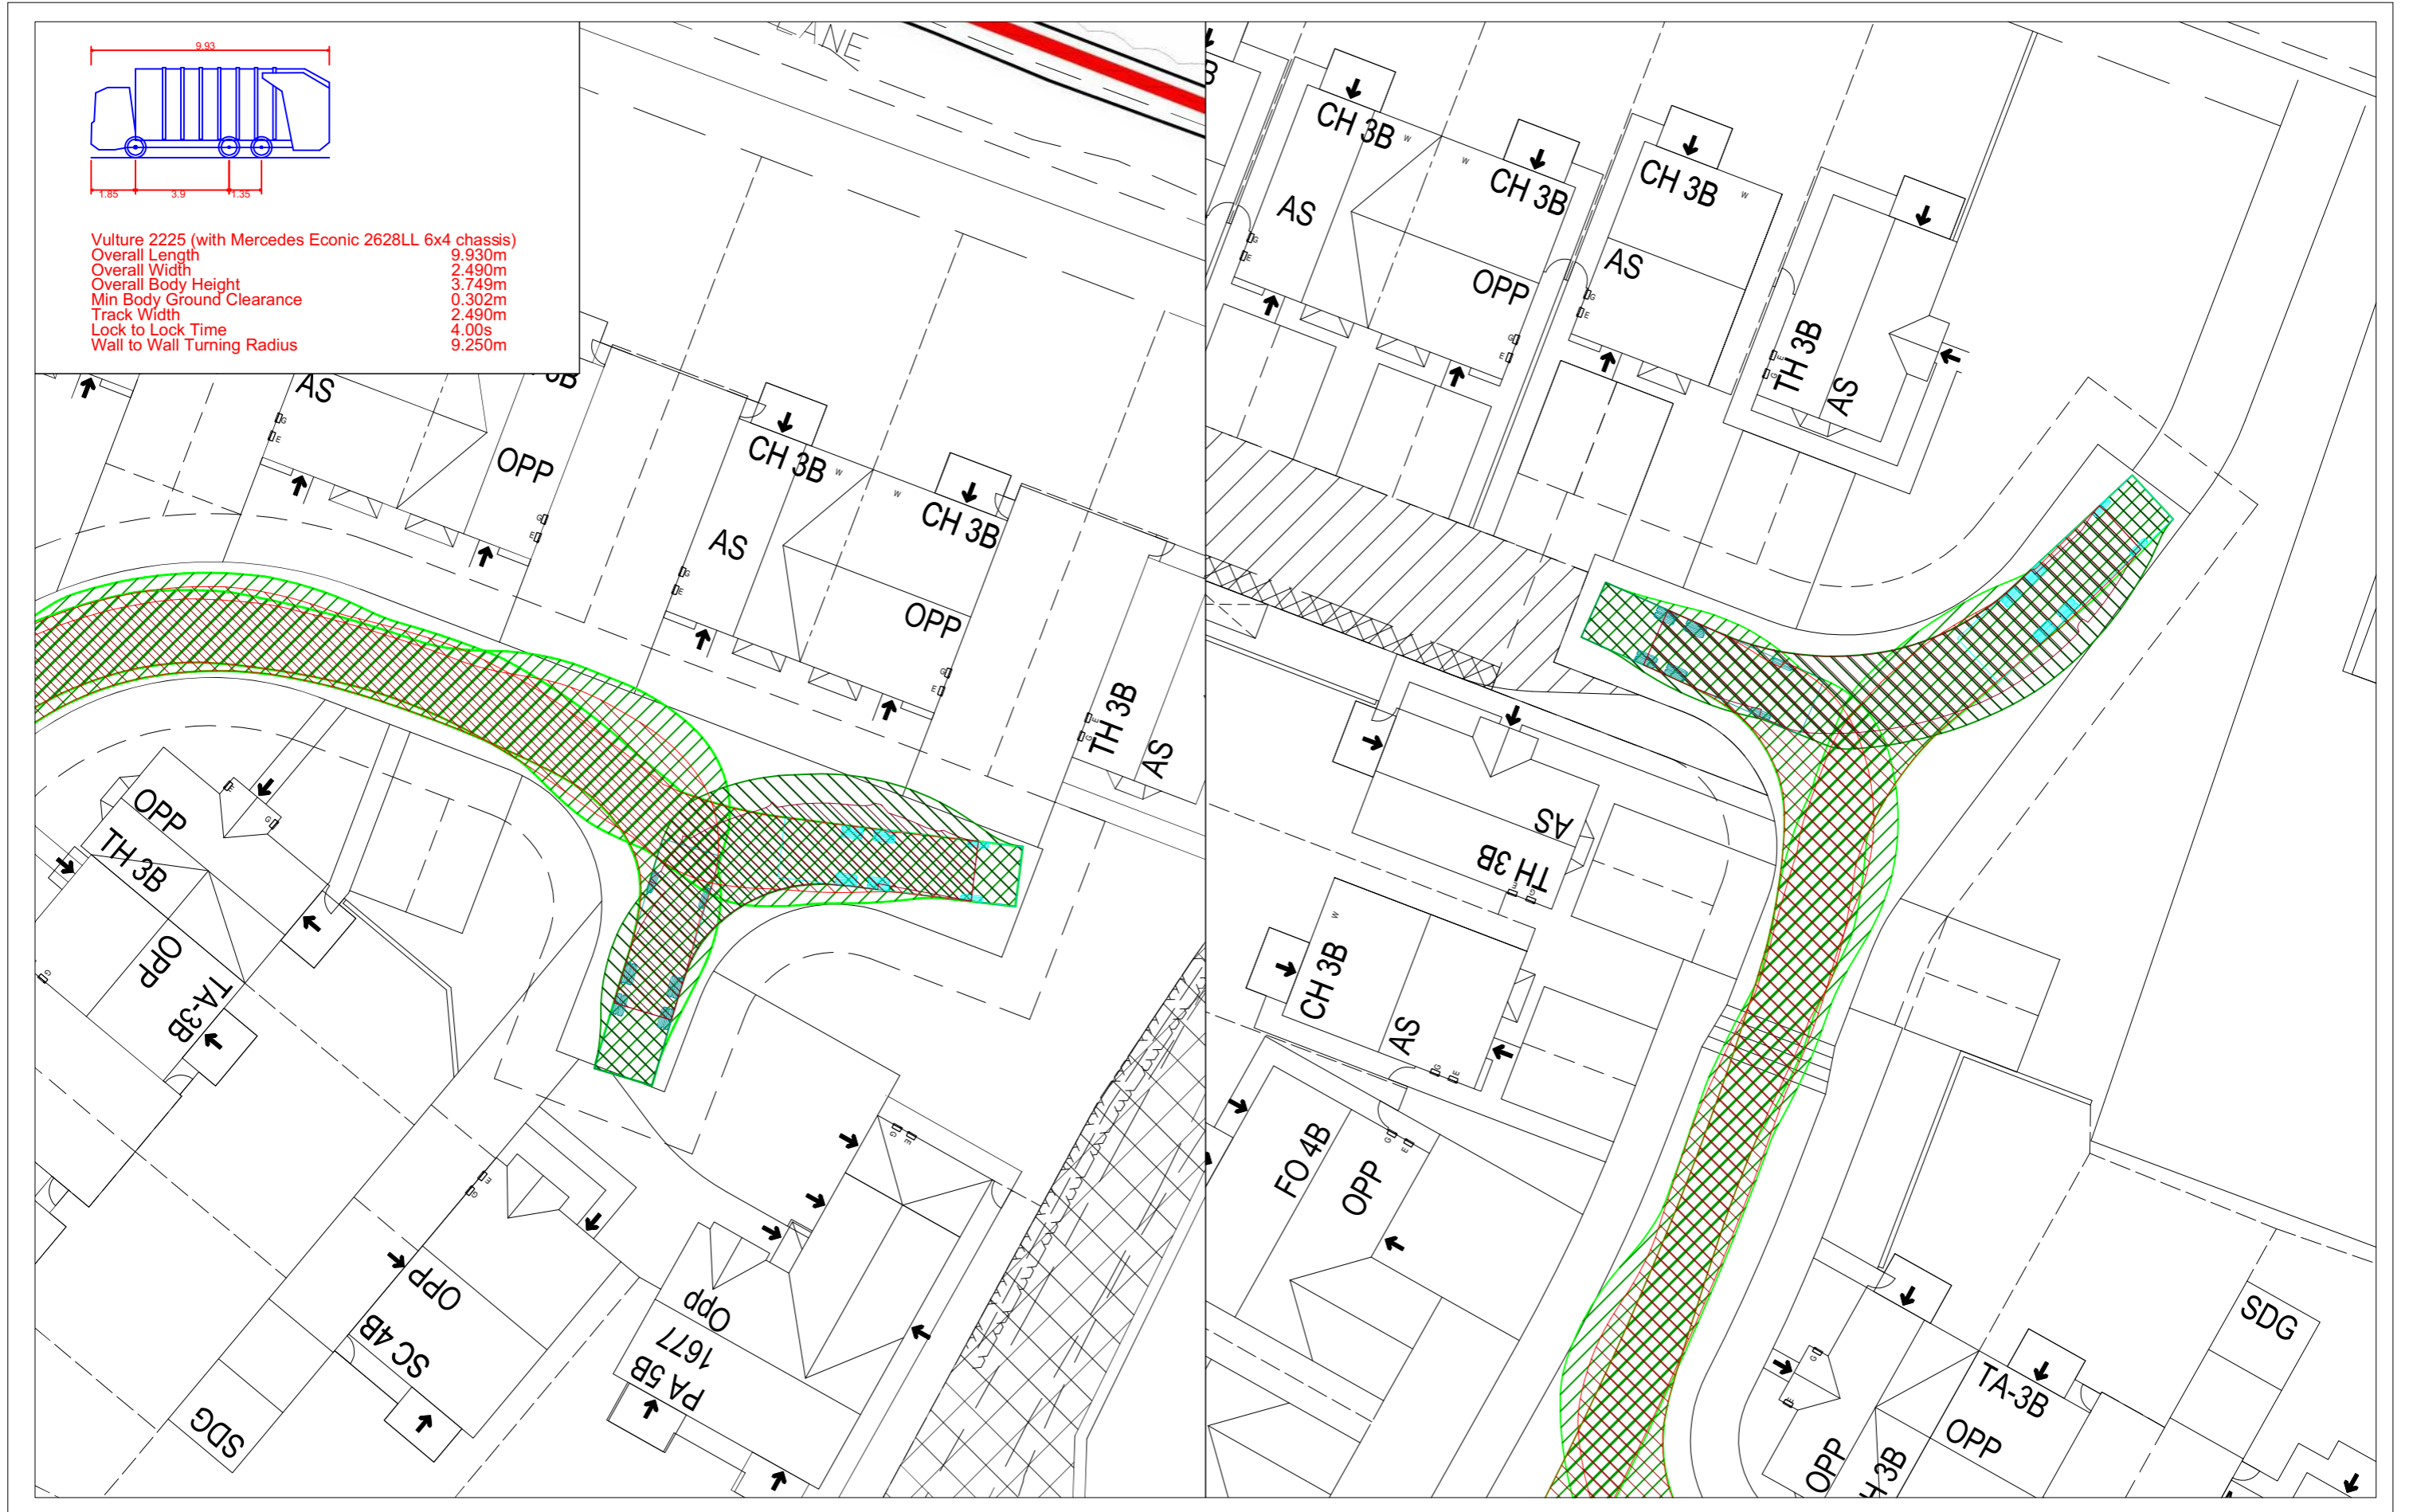 9.93
1.85 3.9 1.35
Vulture 2225 (with Mercedes Econic 2628LL 6x4 chassis)
Overall Length 9.930m
Overall Width 2.490m
Overall Body Height 3.749m
Min Body Ground Clearance 0.302m
Track Width 2.490m
Lock to Lock Time 4.00s
Wall to Wall Turning Radius 9.250m
LANE
AS
3B
OPP
G
E
G
E
CH 3B
W
W
CH 3B
AS
OPP
G
E
G
E
TH 3B
AS
E
G
OPP
TH 3B
OPP
TA-3B
G
E
G
OPP
SC 4B
SDG
E
G
Opp
1677
PA 5B
G
E
B
CH 3B
W
W
CH 3B
AS
OPP
G
E
G
E
CH 3B
W
AS
G
E
TH 3B
AS
E
G
AS
TH 3B
E
G
CH 3B
W
AS
G
E
FO 4B
OPP
G
E
SDG
TA-3B
OPP
OPP
H 3B
G
E